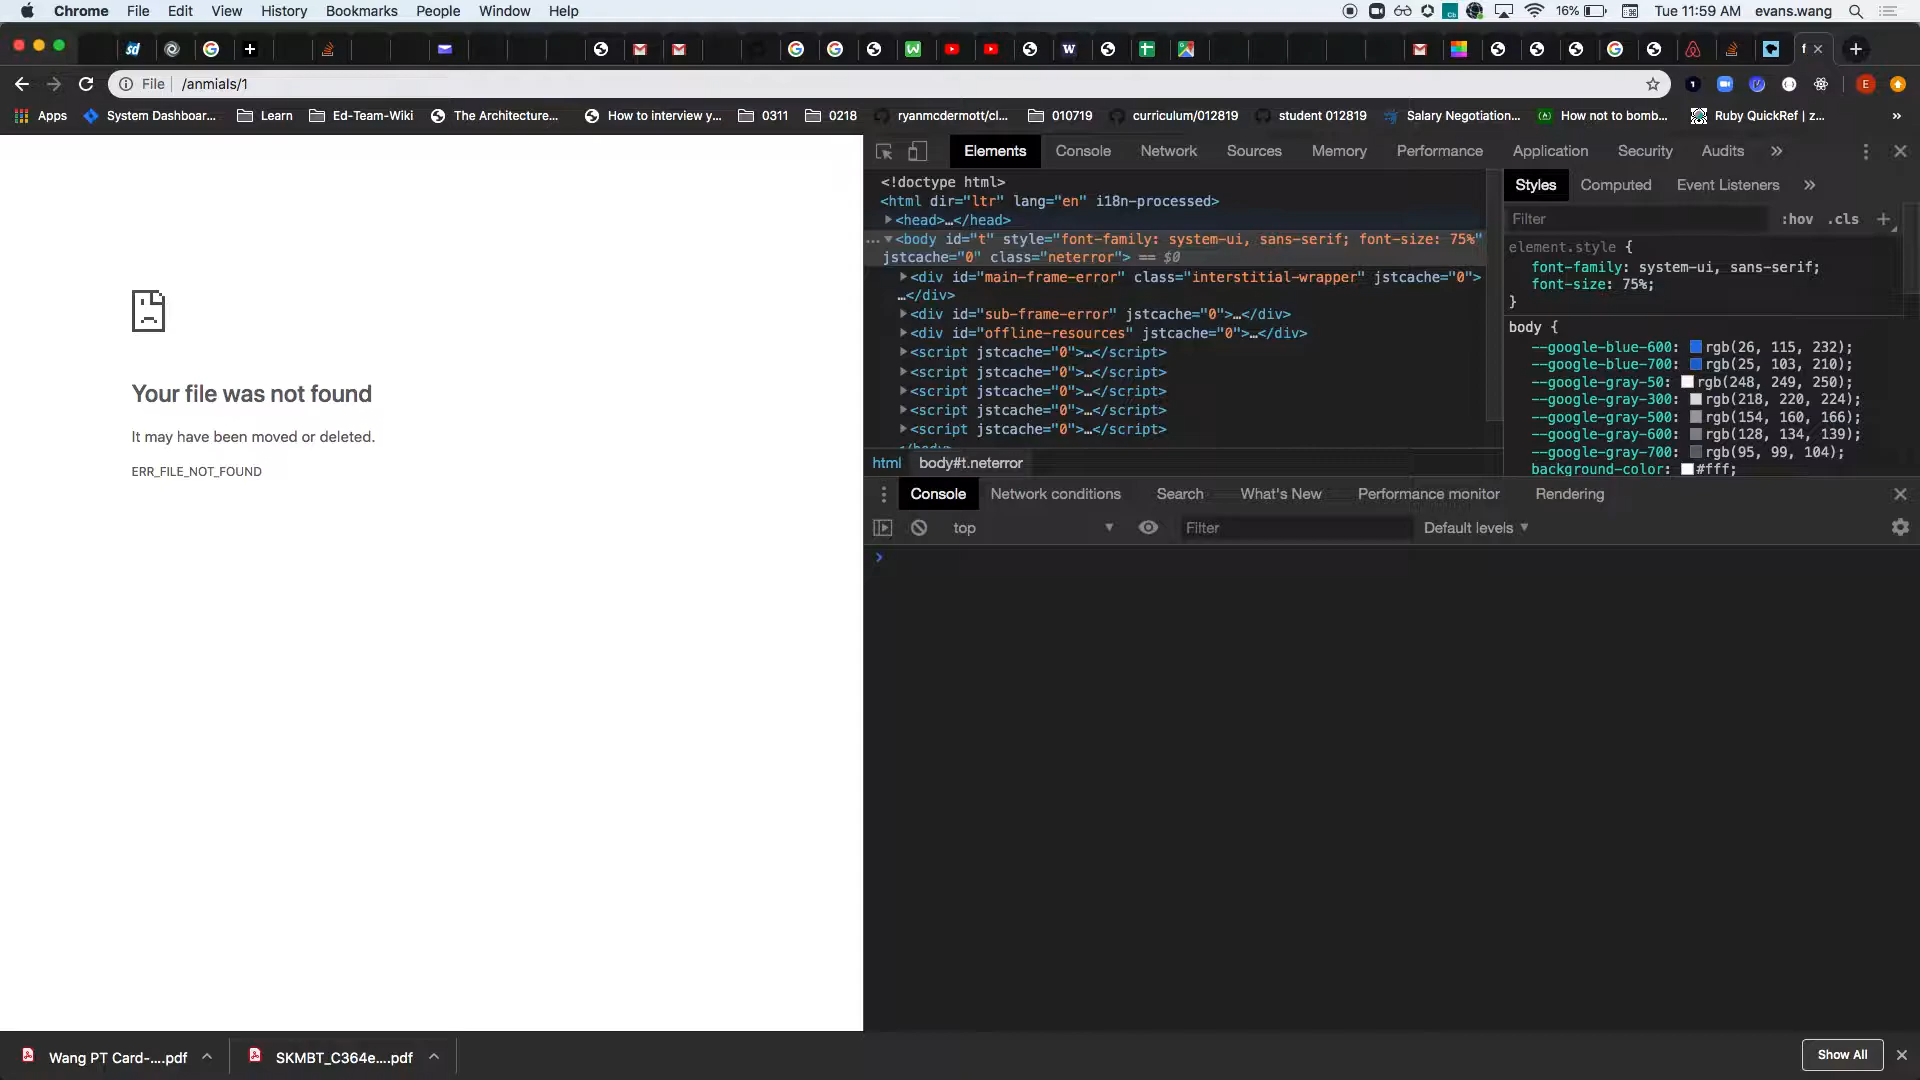 Chrome File Edit View History Bookmarks People Window Help 16% Tue 11:59 AM evans.wang
File /anmials/1
Apps System Dashboar... Learn Ed-Team-Wiki The Architecture... How to interview y... 0311 0218 ryanmcdermott/cl... 010719 curriculum/012819 student 012819 Salary Negotiation... How not to bomb... Ruby QuickRef | z... »
Elements Console Network Sources Memory Performance Application Security Audits »
Styles Computed Event Listeners »
Filter :hov .cls +
<!doctype html>
<html dir="ltr" lang="en" i18n-processed>
<head>…</head>
<body id="t" style="font-family: system-ui, sans-serif; font-size: 75%"
jstcache="0" class="neterror"> == $0
<div id="main-frame-error" class="interstitial-wrapper" jstcache="0">
…</div>
<div id="sub-frame-error" jstcache="0">…</div>
<div id="offline-resources" jstcache="0">…</div>
<script jstcache="0">…</script>
<script jstcache="0">…</script>
<script jstcache="0">…</script>
<script jstcache="0">…</script>
<script jstcache="0">…</script>
</body>
html body#t.neterror
element.style {
font-family: system-ui, sans-serif;
font-size: 75%;
}
body {
--google-blue-600: rgb(26, 115, 232);
--google-blue-700: rgb(25, 103, 210);
--google-gray-50: rgb(248, 249, 250);
--google-gray-300: rgb(218, 220, 224);
--google-gray-500: rgb(154, 160, 166);
--google-gray-600: rgb(128, 134, 139);
--google-gray-700: rgb(95, 99, 104);
background-color: #fff;
Console Network conditions Search What's New Performance monitor Rendering
top Filter Default levels
Your file was not found
It may have been moved or deleted.
ERR_FILE_NOT_FOUND
Wang PT Card-....pdf SKMBT_C364e....pdf Show All